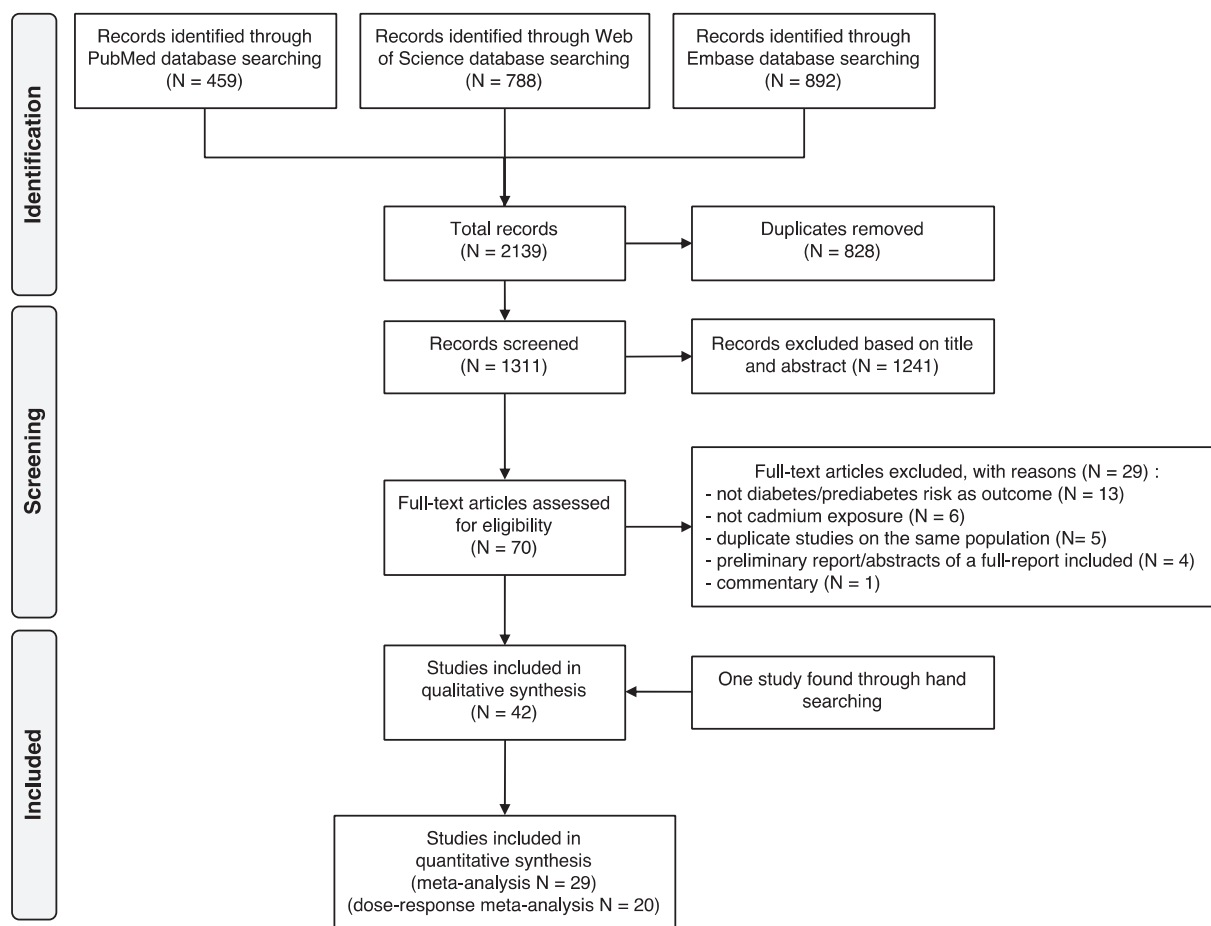 Identification
Records identified through
PubMed database searching
(N = 459)
Records identified through Web
of Science database searching
(N = 788)
Records identified through
Embase database searching
(N = 892)
Total records
(N = 2139)
Duplicates removed
(N = 828)
Screening
Records screened
(N = 1311)
Records excluded based on title
and abstract (N = 1241)
Full-text articles assessed
for eligibility
(N = 70)
Full-text articles excluded, with reasons (N = 29) :
- not diabetes/prediabetes risk as outcome (N = 13)
- not cadmium exposure (N = 6)
- duplicate studies on the same population (N= 5)
- preliminary report/abstracts of a full-report included (N = 4)
- commentary (N = 1)
Included
Studies included in
qualitative synthesis
(N = 42)
One study found through hand
searching
Studies included in
quantitative synthesis
(meta-analysis N = 29)
(dose-response meta-analysis N = 20)